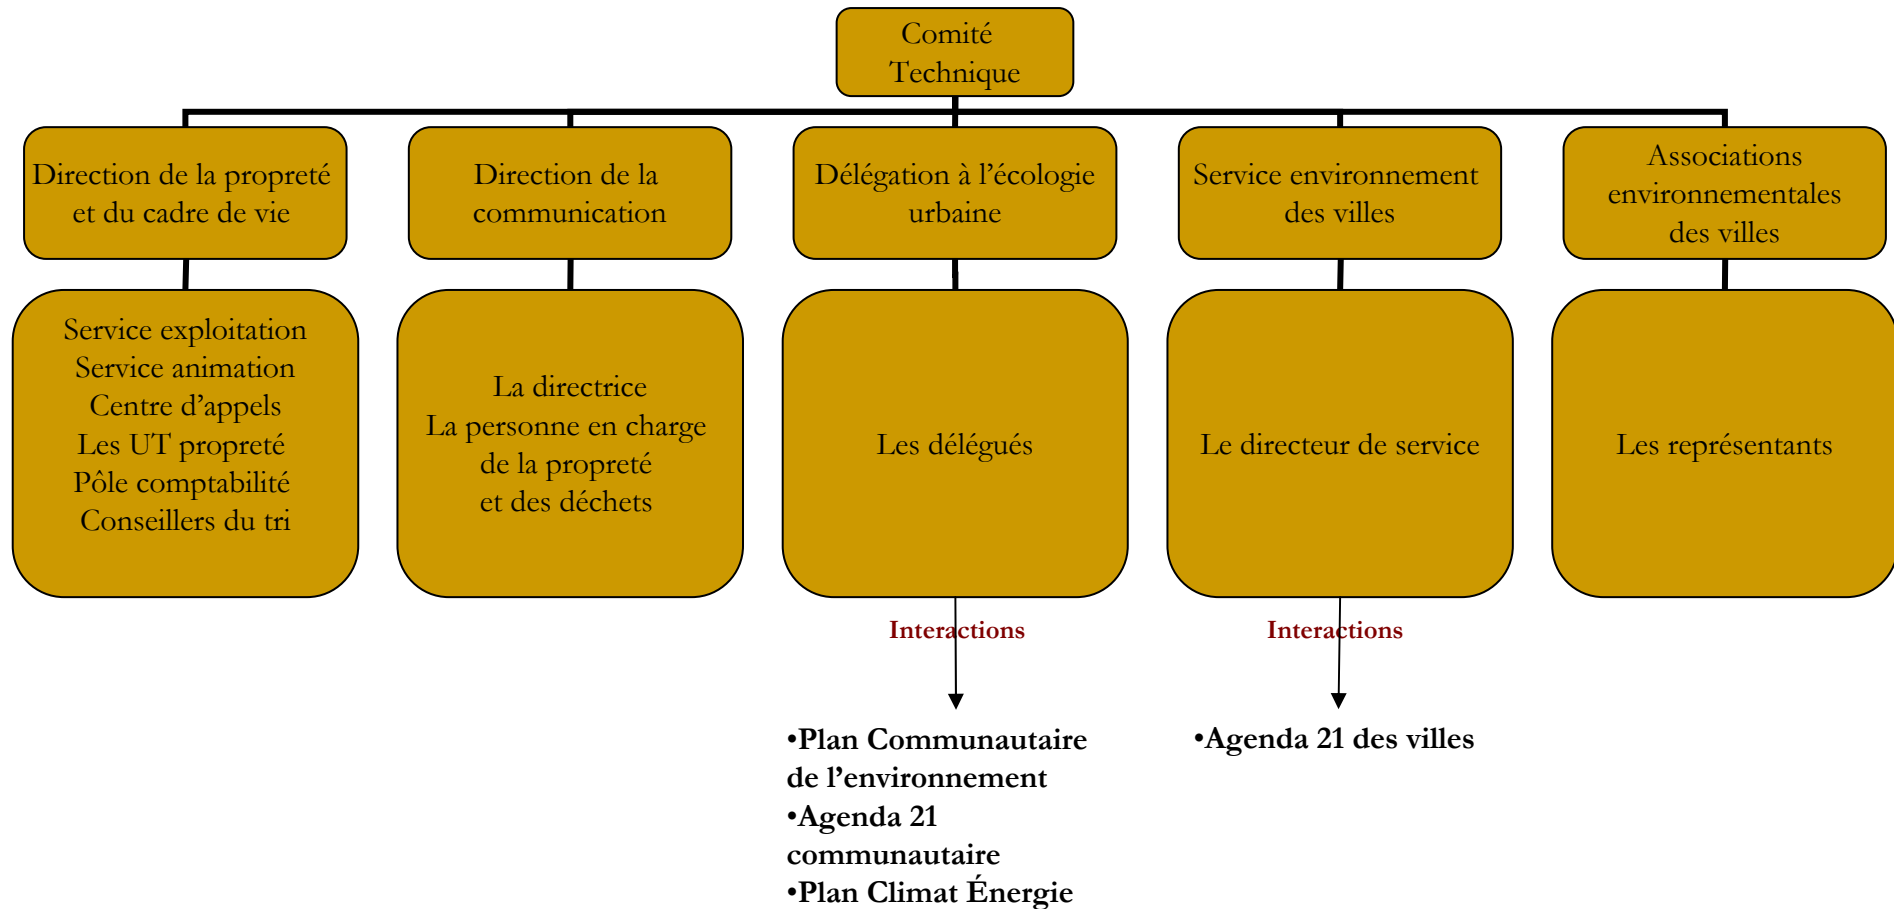 Comité
Technique
Direction de la propreté
et du cadre de vie
Direction de la
communication
Délégation à l’écologie
urbaine
Service environnement
des villes
Associations
environnementales
des villes
Service exploitation
Service animation
Centre d’appels
Les UT propreté
Pôle comptabilité
Conseillers du tri
La directrice
La personne en charge
de la propreté
et des déchets
Les délégués
Le directeur de service
Les représentants
Interactions
Interactions
•Plan Communautaire
de l’environnement
•Agenda 21
communautaire
•Plan Climat Énergie
•Agenda 21 des villes